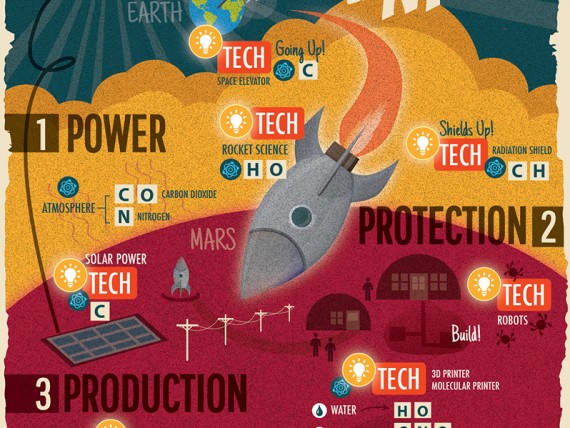 EARTH
TECH
Going Up!
SPACE ELEVATOR
C
1 POWER
TECH
ROCKET SCIENCE
H O
Shields Up!
TECH
RADIATION SHIELD
C H
ATMOSPHERE
C O CARBON DIOXIDE
N NITROGEN
PROTECTION 2
MARS
SOLAR POWER
TECH
C
TECH
ROBOTS
Build!
3 PRODUCTION
TECH
3D PRINTER
MOLECULAR PRINTER
WATER
H O